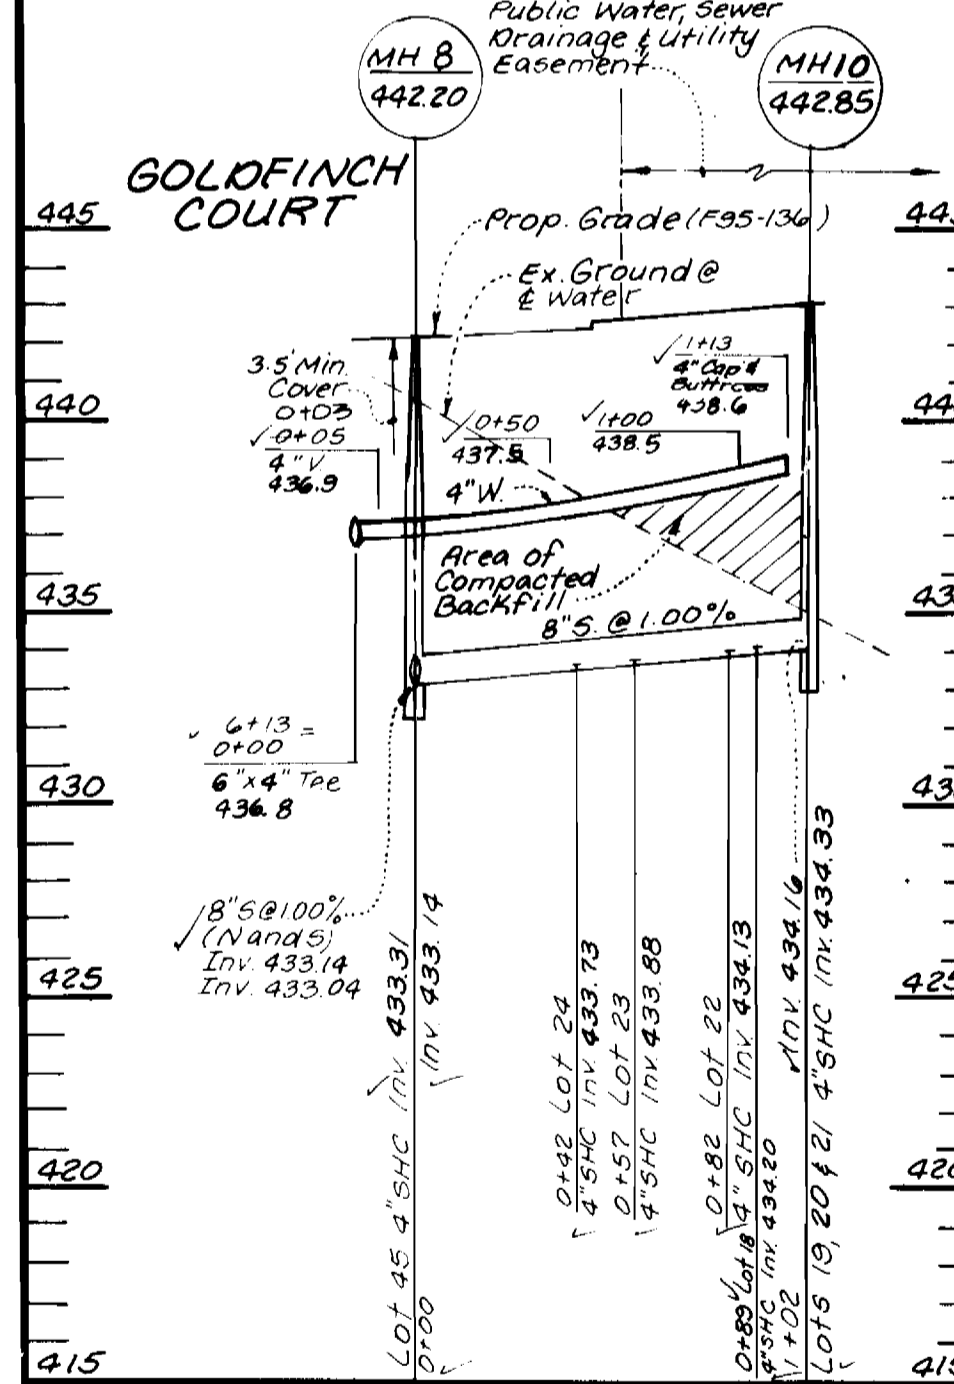 Public Water, Sewer
Drainage & Utility
Easement
MH 8
442.20
MH10
442.85
GOLDFINCH
COURT
445
Prop. Grade (F95-136)
Ex. Ground @
℄ Water
3.5' Min.
Cover
0+03
0+05
4" V
436.9
1+13
4" Cap &
Buttress
438.6
440
0+50
437.5
1+00
438.5
4" W.
Area of
Compacted
Backfill
435
8"S. @ 1.00%
6+13 =
0+00
6"x4" Tee
436.8
430
8"S@1.00%
(N and S)
Inv. 433.14
Inv. 433.04
425
420
415
Lot 45 4"SHC Inv. 433.31
0+00
Inv. 433.14
0+42 Lot 24
4"SHC Inv. 433.73
0+57 Lot 23
4"SHC Inv. 433.88
0+82 Lot 22
4"SHC Inv. 434.13
0+89 Lot 18
4"SHC Inv. 434.20
1+02
Inv. 434.16
Lots 19, 20 & 21 4"SHC Inv. 434.33
425